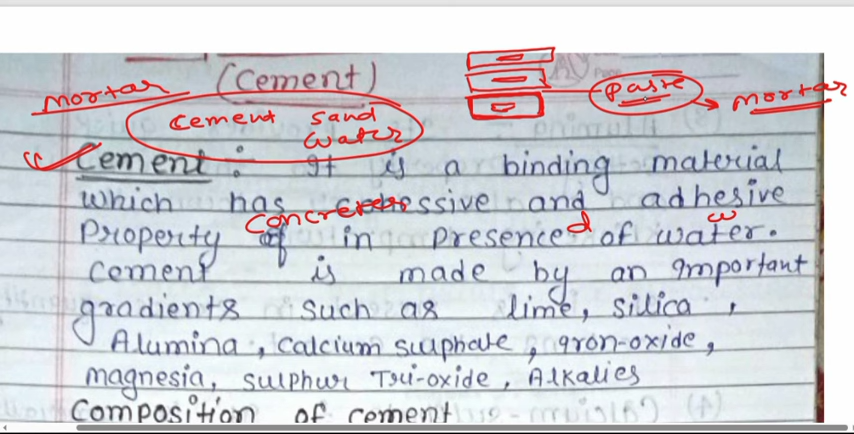 (Cement)
mortar
cement sand
water
paste
mortar
Cement :- It is a binding material
which has cohessive and adhesive
concrete
Property of in presence of water.
d
w
cement is made by an Important
gradients such as lime, silica,
Alumina, Calcium sulphate, Iron-oxide,
magnesia, sulphur Tri-oxide, Alkalies
Composition of cement